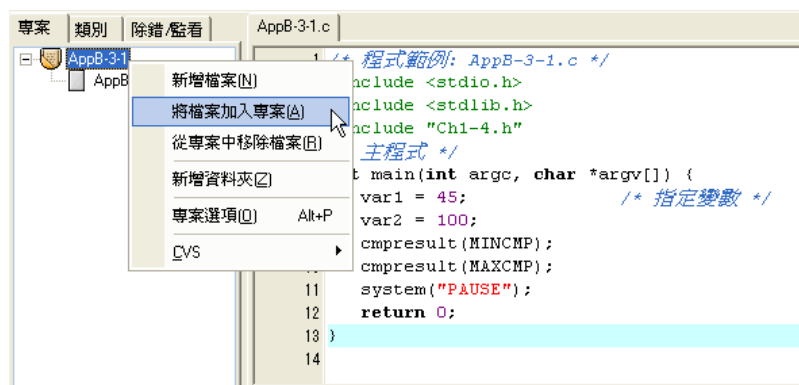 專案 類別 除錯/監看 AppB-3-1.c
AppB-3-1
AppB
新增檔案(N)
將檔案加入專案(A)
從專案中移除檔案(R)
新增資料夾(Z)
專案選項(O) Alt+P
CVS
1 /* 程式範例: AppB-3-1.c */
nclude <stdio.h>
nclude <stdlib.h>
nclude "Ch1-4.h"
主程式 */
t main(int argc, char *argv[]) {
var1 = 45; /* 指定變數 */
var2 = 100;
cmpresult(MINCMP);
cmpresult(MAXCMP);
11 system("PAUSE");
12 return 0;
13 }
14